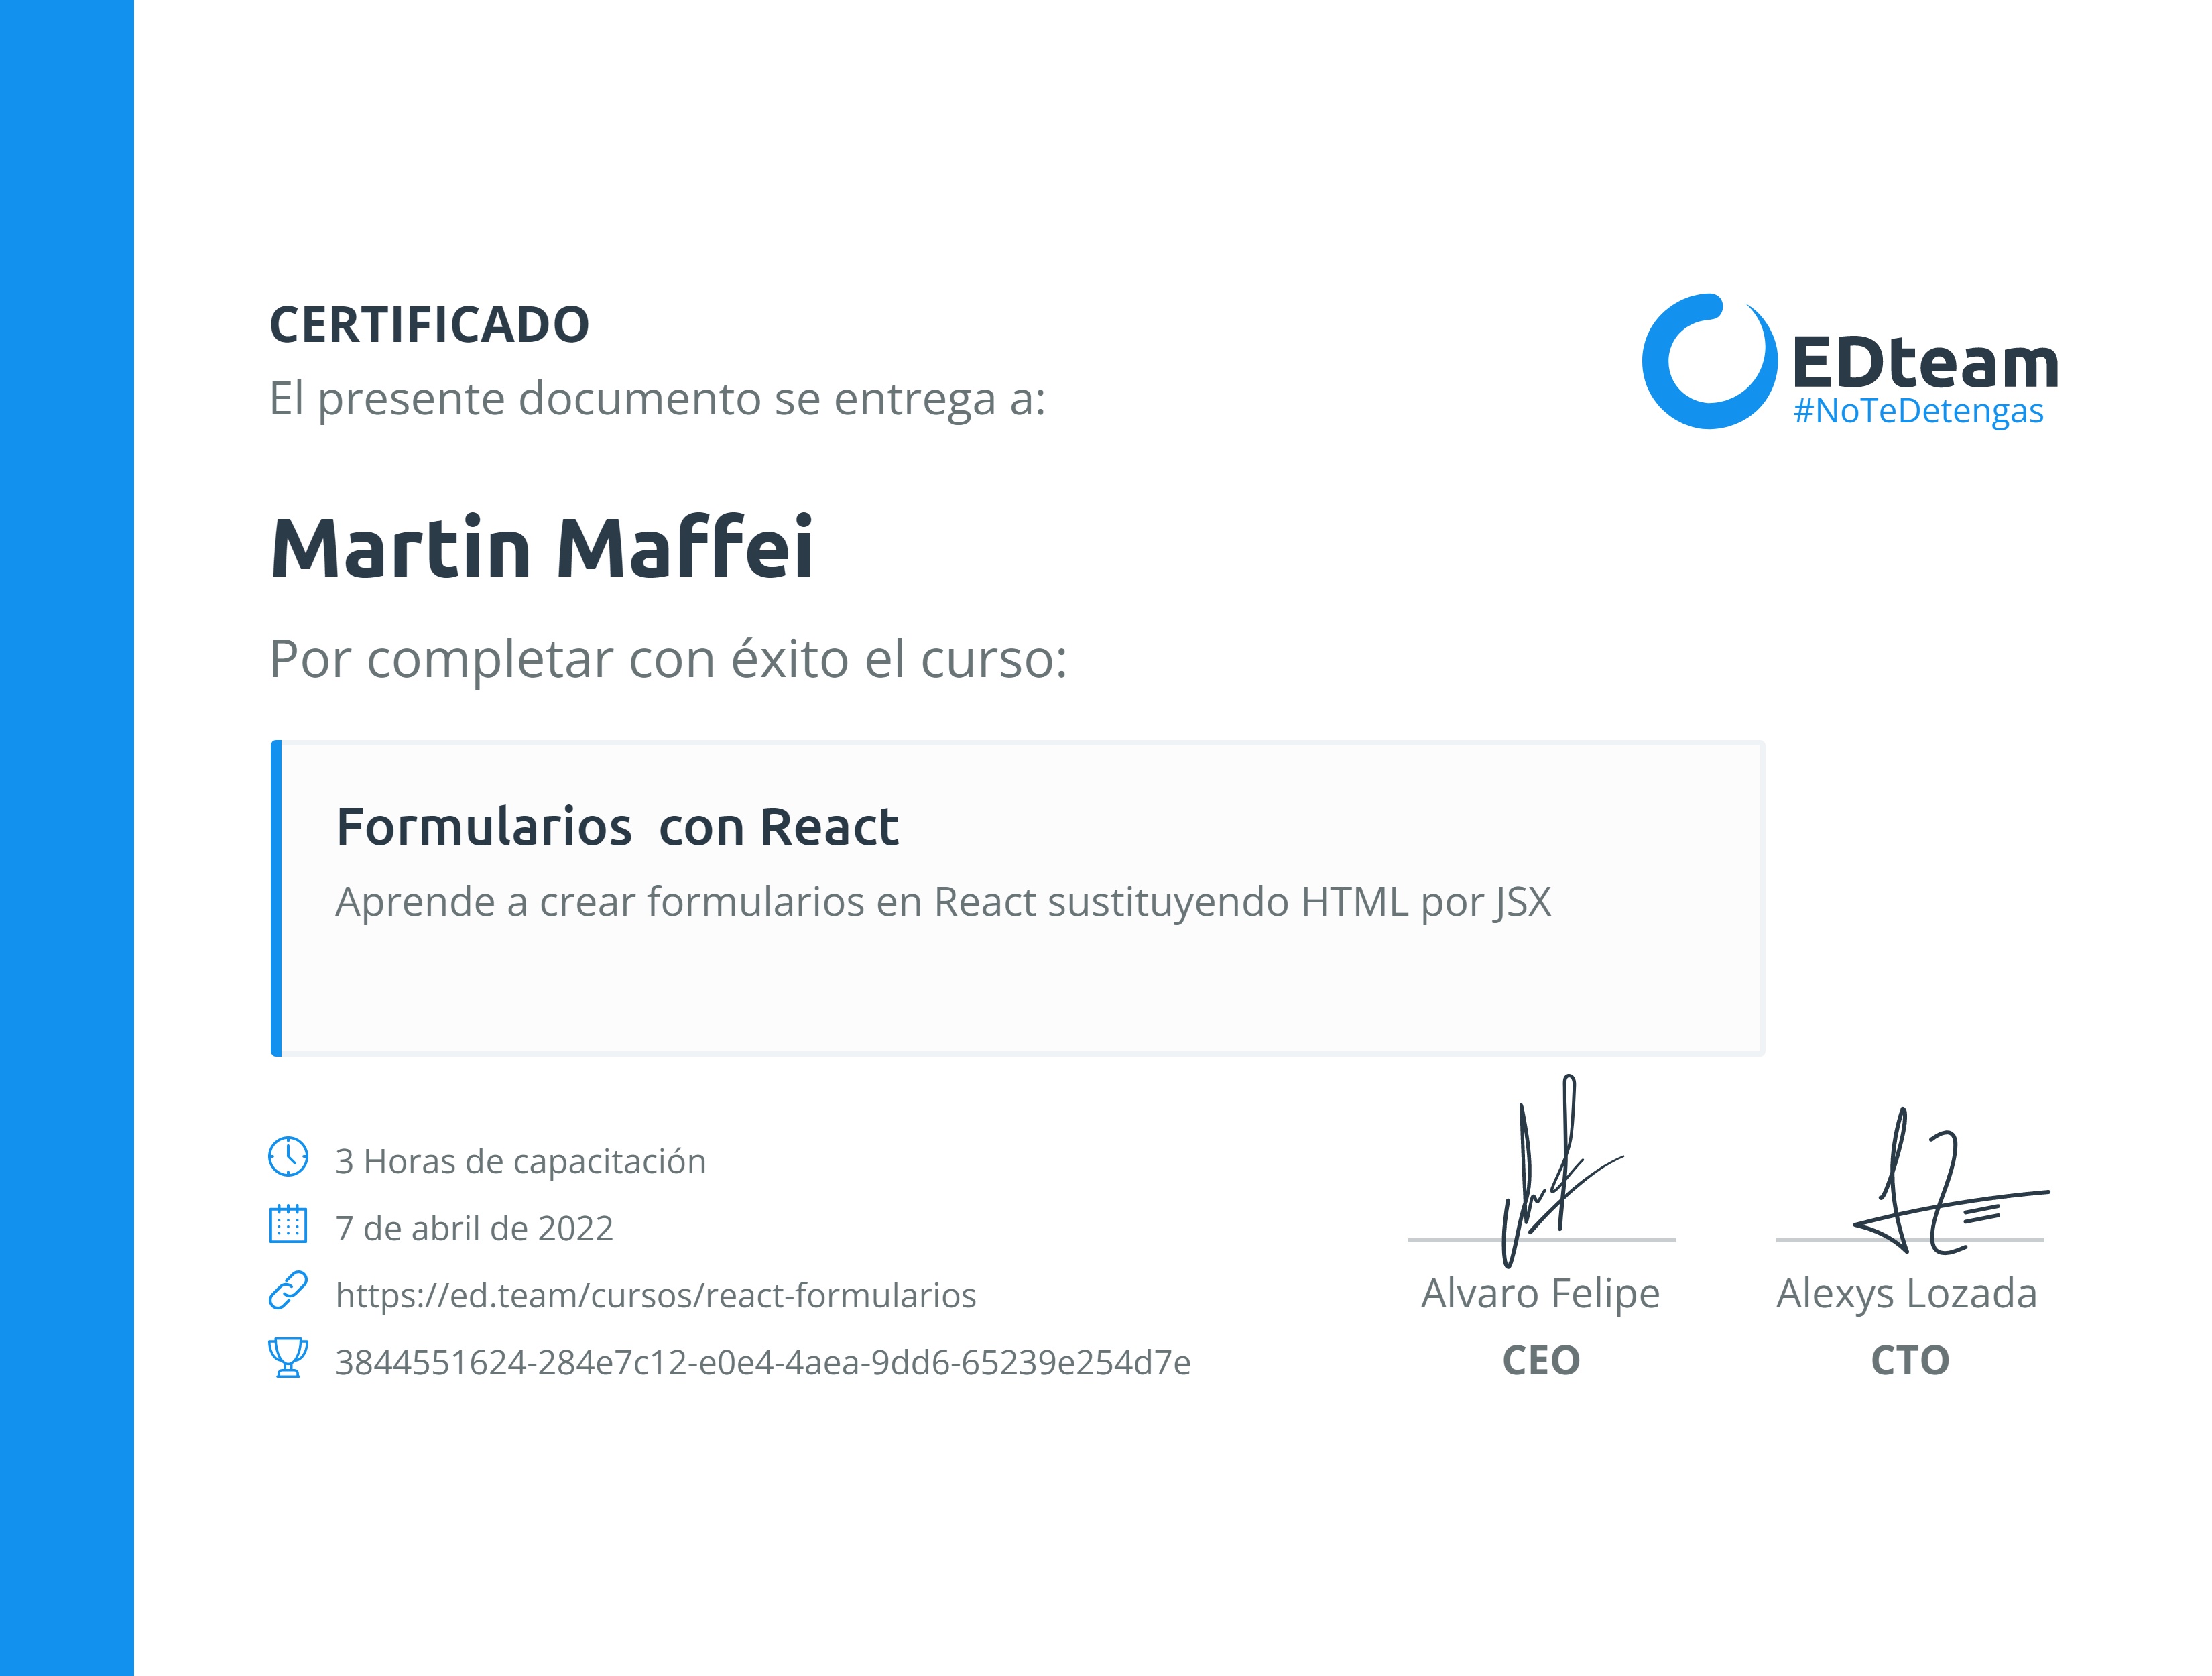 CERTIFICADO
El presente documento se entrega a:
EDteam
#NoTeDetengas
Martin Maffei
Por completar con éxito el curso:
Formularios  con React
Aprende a crear formularios en React sustituyendo HTML por JSX
3 Horas de capacitación
7 de abril de 2022
https://ed.team/cursos/react-formularios
3844551624-284e7c12-e0e4-4aea-9dd6-65239e254d7e
Alvaro Felipe
CEO
Alexys Lozada
CTO